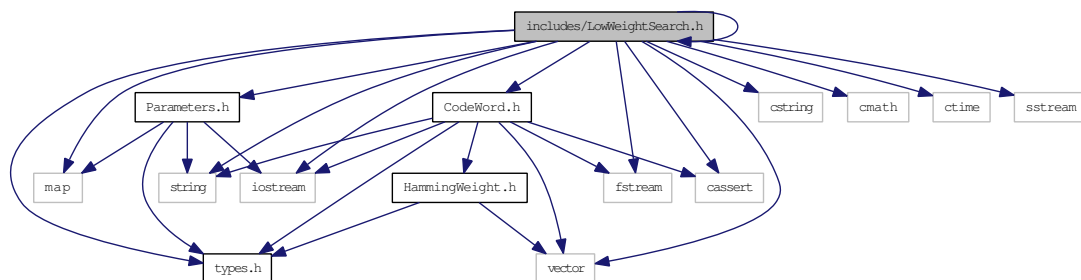 includes/LowWeightSearch.h
Parameters.h
CodeWord.h
cstring
cmath
ctime
sstream
map
string
iostream
HammingWeight.h
fstream
cassert
types.h
vector